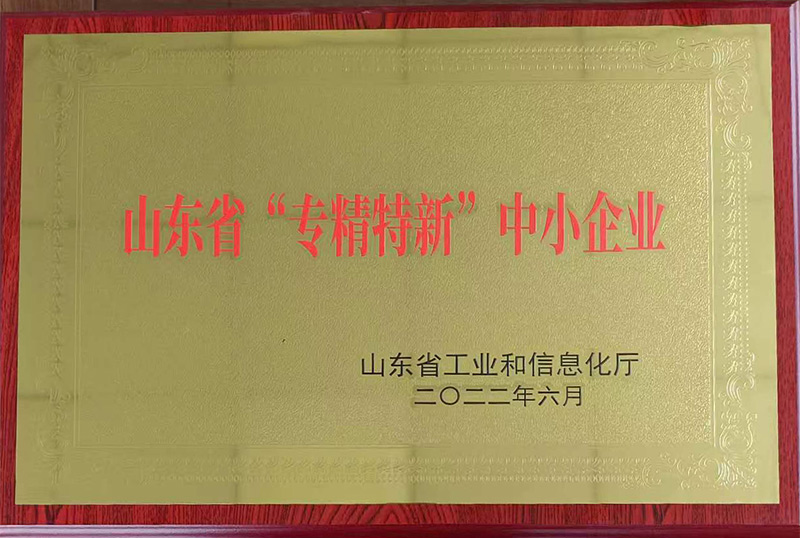 山东省“专精特新”中小企业
山东省工业和信息化厅
二〇二二年六月